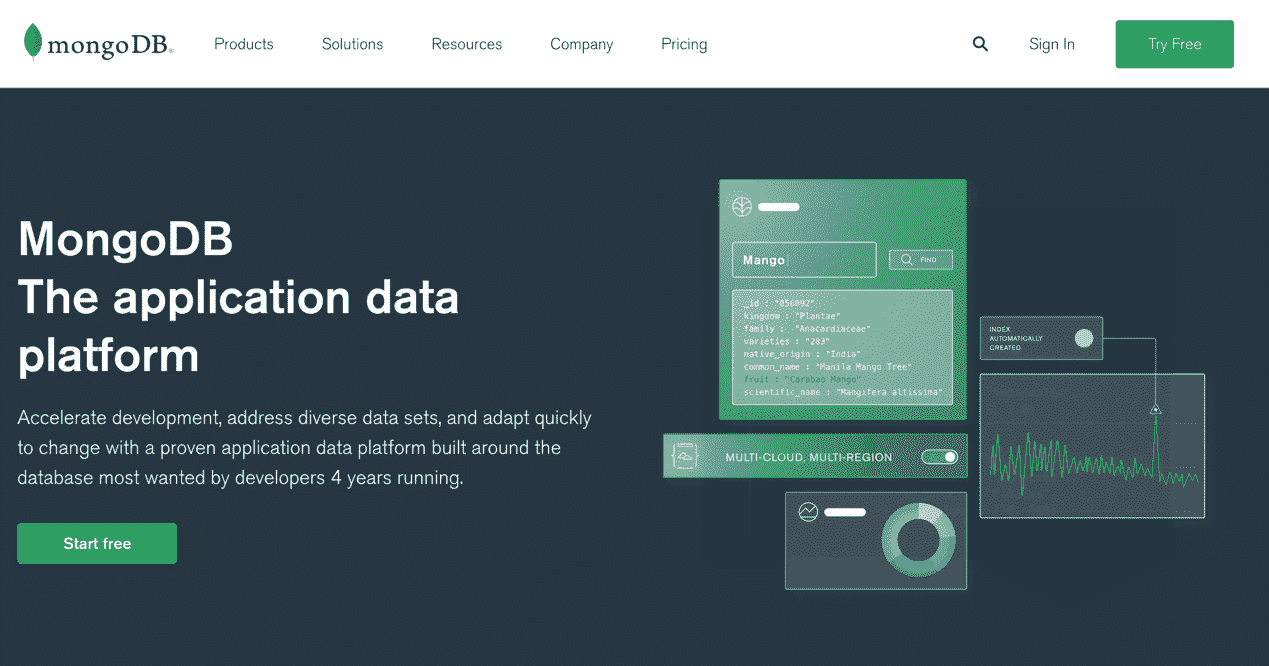 mongoDB®
Products
Solutions
Resources
Company
Pricing
Sign In
Try Free
MongoDB
The application data
platform
Accelerate development, address diverse data sets, and adapt quickly
to change with a proven application data platform built around the
database most wanted by developers 4 years running.
Start free
Mango
FIND
_id : "056092"
kingdom : "Plantae"
family : "Anacardiaceae"
varieties : "283"
native_origin : "India"
common_name : "Manila Mango Tree"
fruit : "Carabao Mango"
scientific_name : "Mangifera altissima"
INDEX
AUTOMATICALLY
CREATED
MULTI-CLOUD, MULTI-REGION